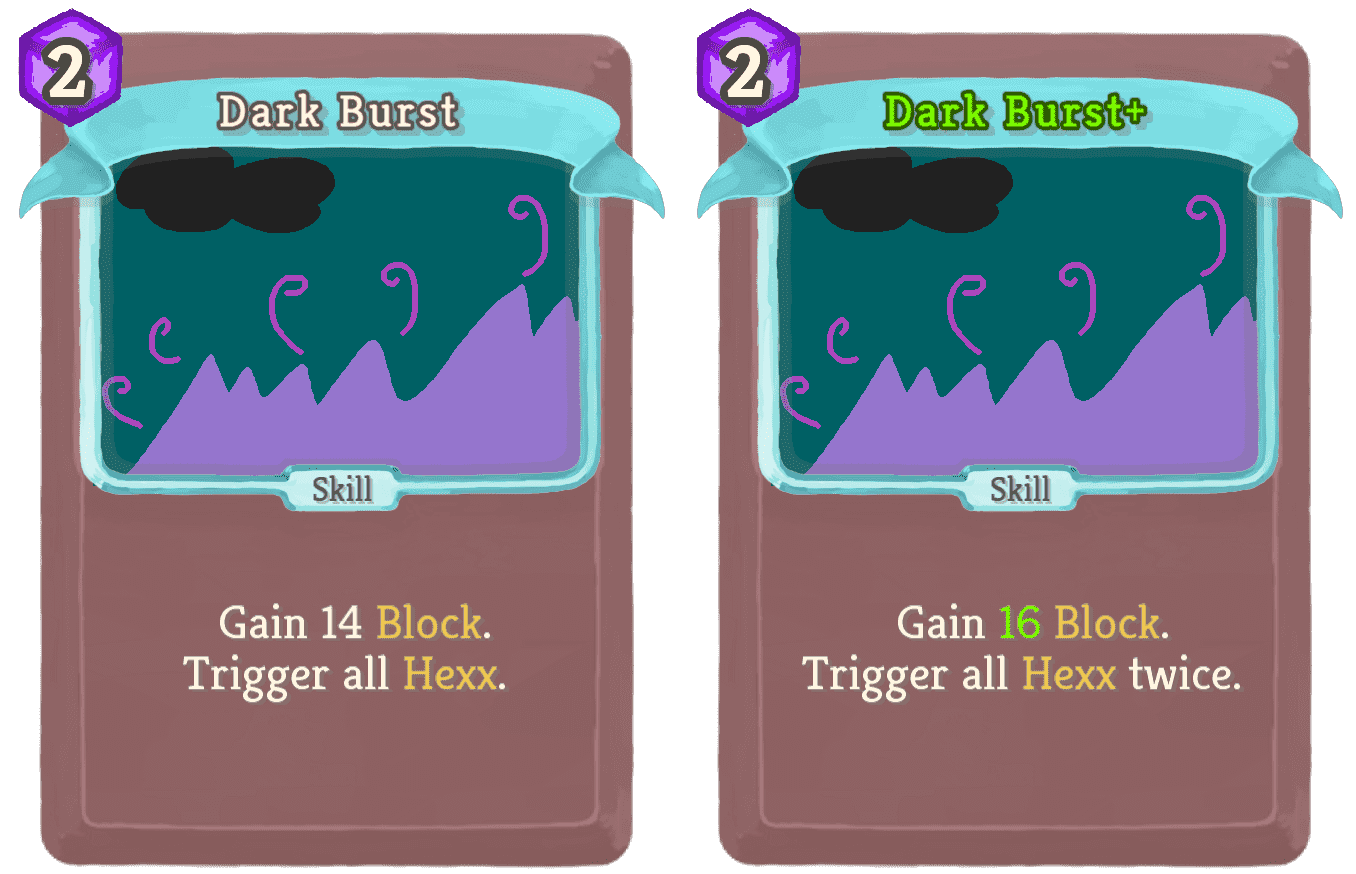 2
Dark Burst
Skill
Gain 14 Block.
Trigger all Hexx.
2
Dark Burst+
Skill
Gain 16 Block.
Trigger all Hexx twice.